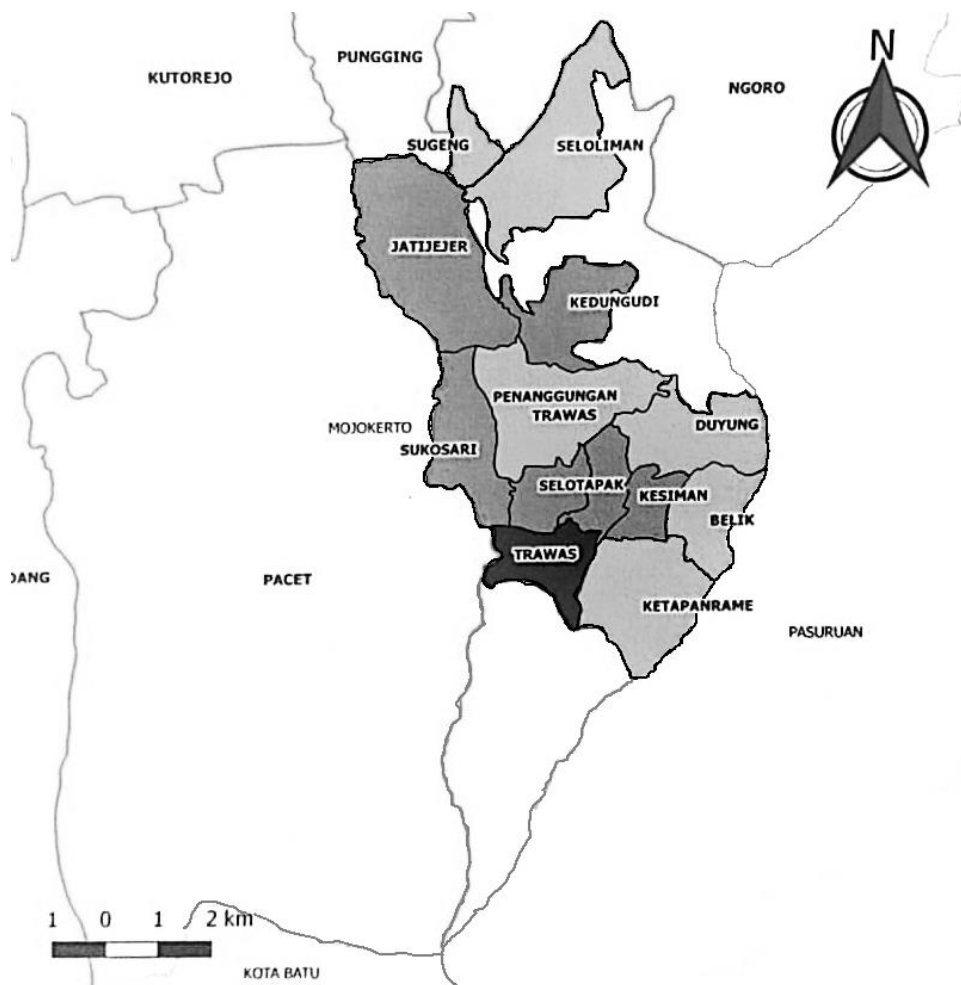 PUNGGING
KUTOREJO
N
NGORO
SUGENG
SELOLIMAN
JATIJEJER
KEDUNGUDI
PENANGGUNGAN
TRAWAS
DUYUNG
MOJOKERTO
SUKOSARI
SELOTAPAK
KESIMAN
BELIK
TRAWAS
DANG
PACET
KETAPANRAME
PASURUAN
1 0 1 2 km
KOTA BATU